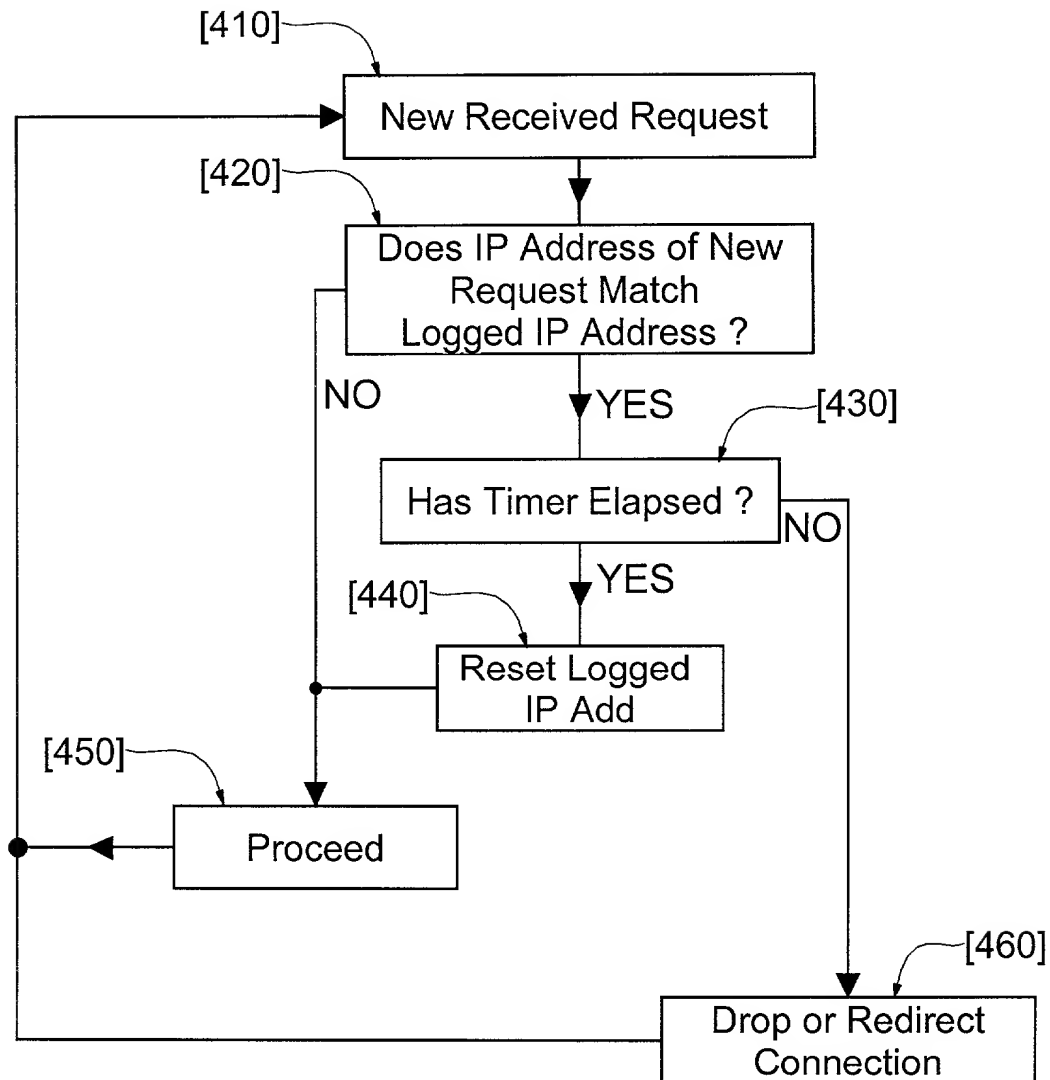 [410]
New Received Request
[420]
Does IP Address of New
Request Match
Logged IP Address ?
NO
YES
[430]
Has Timer Elapsed ?
NO
YES
[440]
Reset Logged
IP Add
[450]
Proceed
[460]
Drop or Redirect
Connection